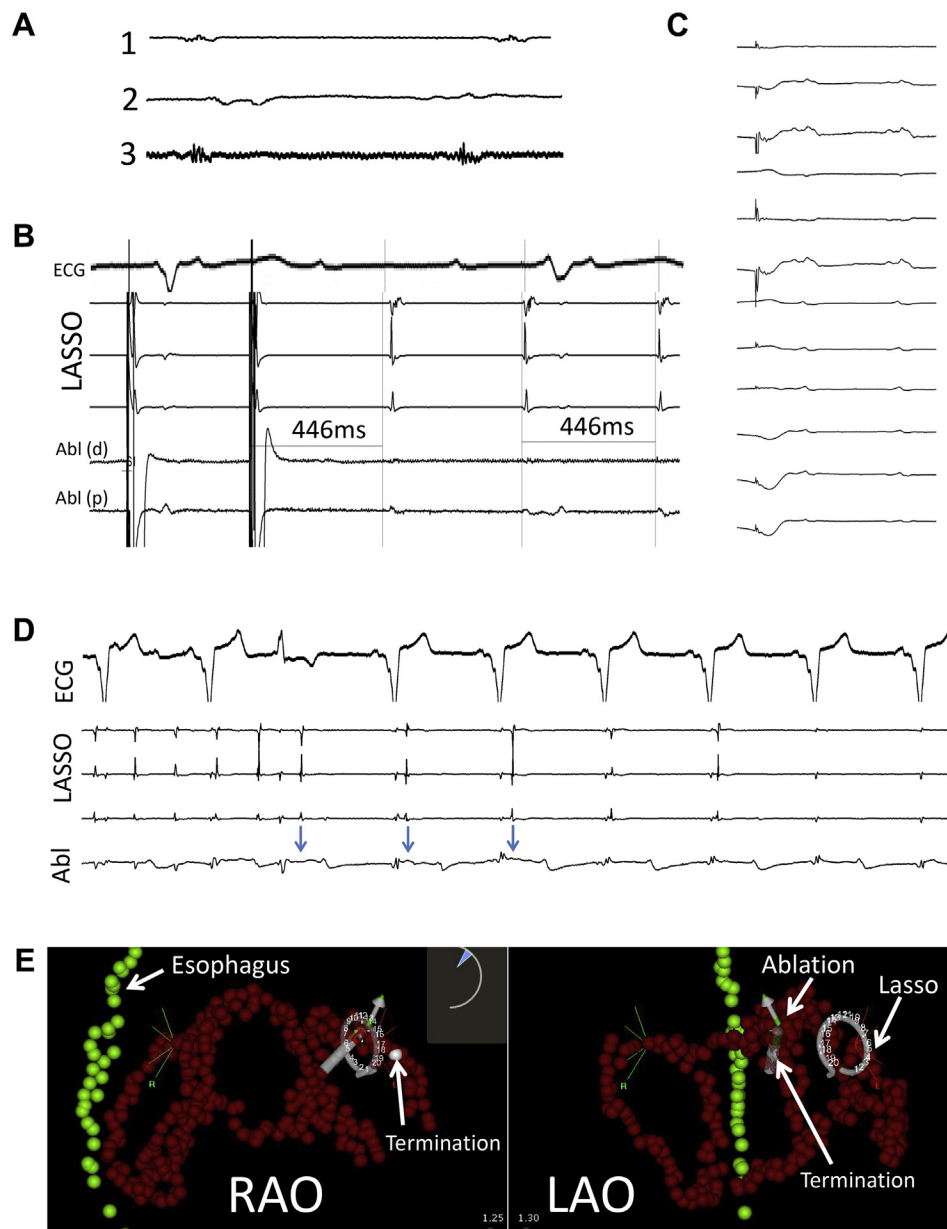 A
1
2
3
B
ECG
LASSO
446ms
446ms
Abl (d)
Abl (p)
C
D
ECG
LASSO
Abl
E
Esophagus
R
Termination
RAO
1.25
Ablation
Lasso
R
Termination
LAO
1.30